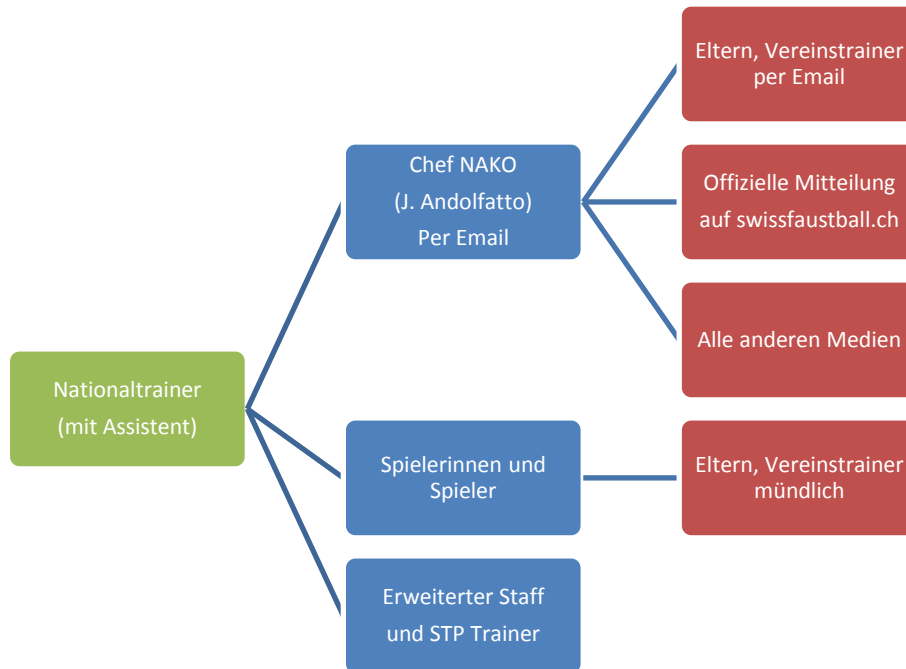 Nationaltrainer
(mit Assistent)
Chef NAKO
(J. Andolfatto)
Per Email
Eltern, Vereinstrainer
per Email
Offizielle Mitteilung
auf swissfaustball.ch
Alle anderen Medien
Spielerinnen und
Spieler
Eltern, Vereinstrainer
mündlich
Erweiterter Staff
und STP Trainer